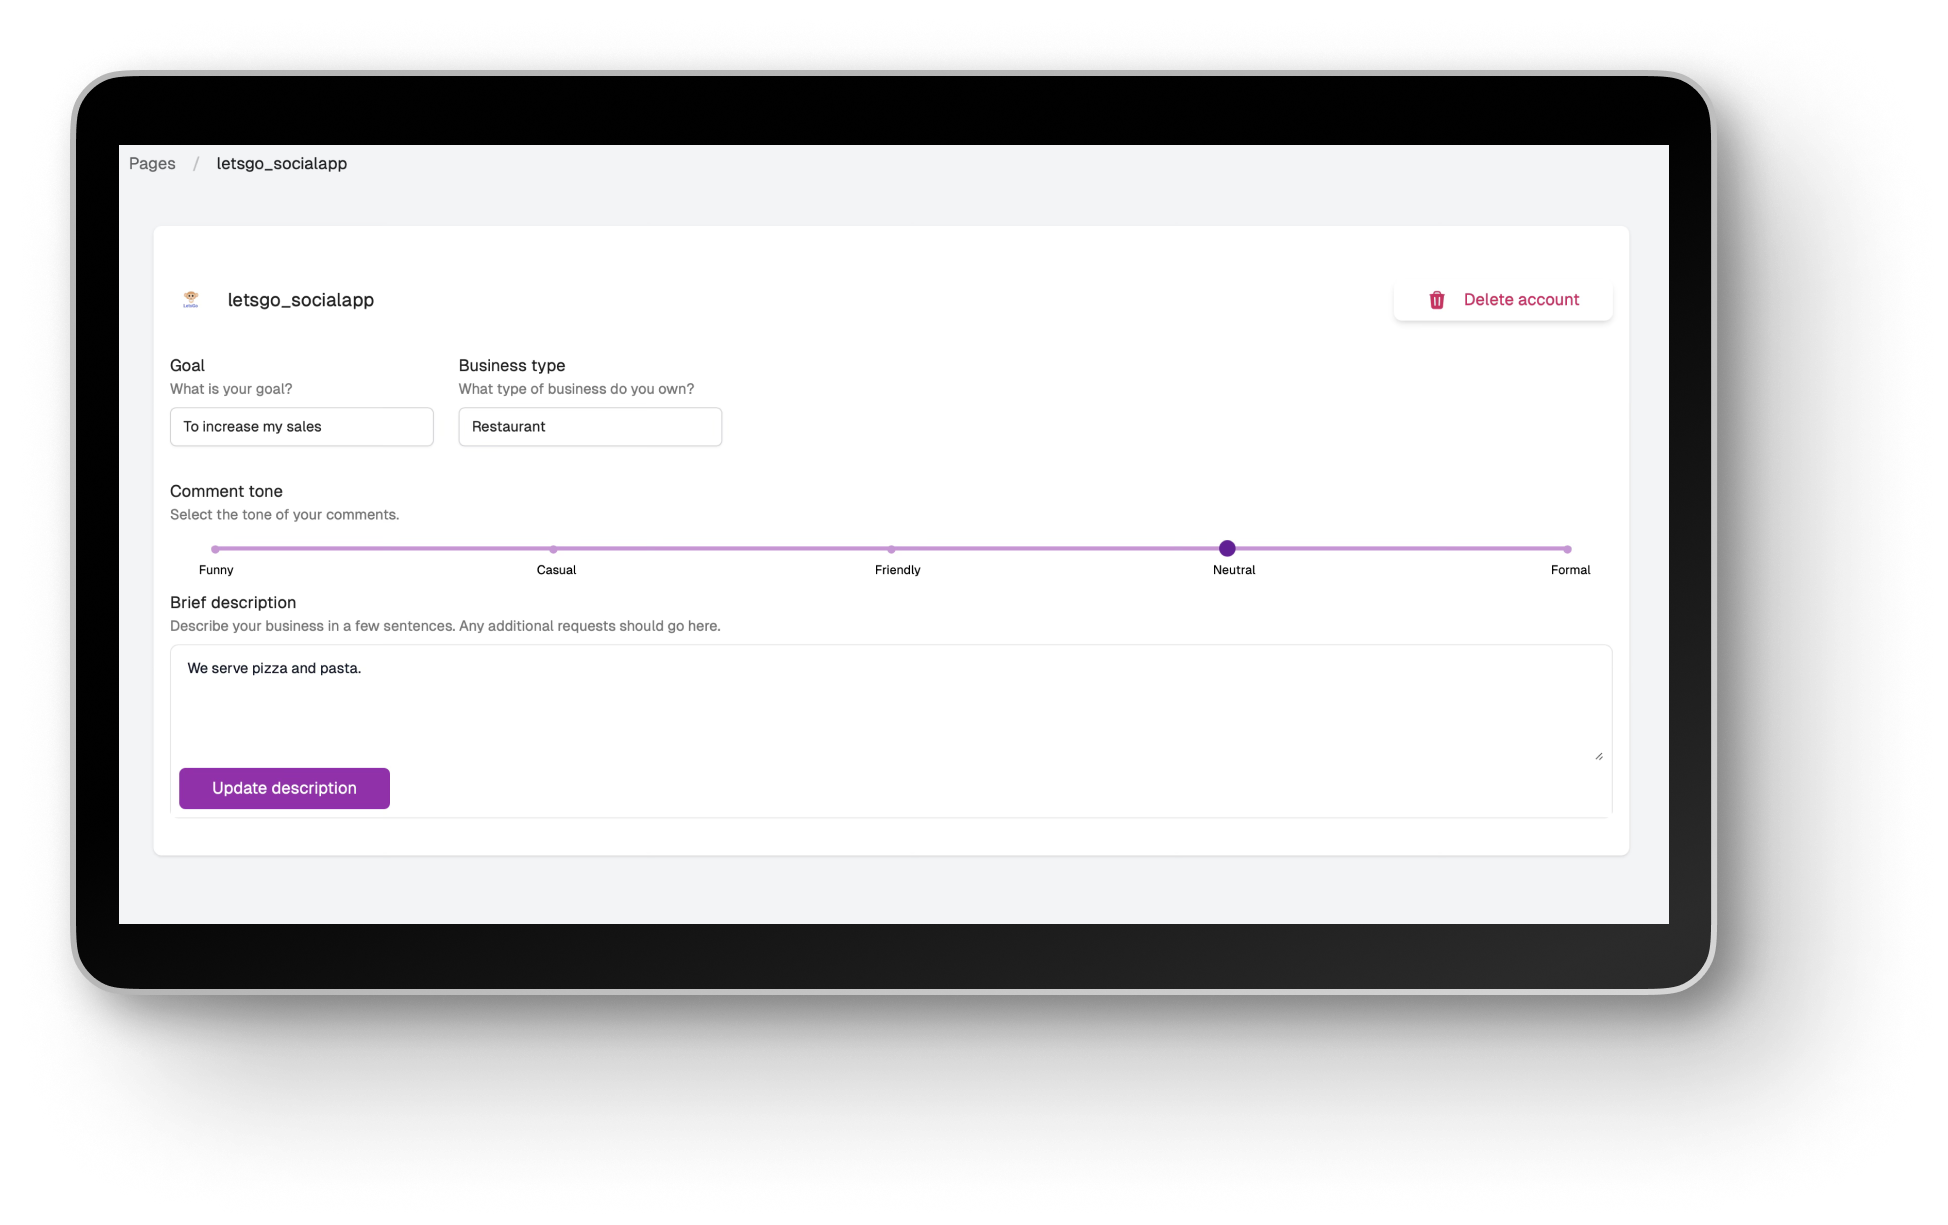 Pages / letsgo_socialapp
letsgo_socialapp
Delete account
Goal
What is your goal?
To increase my sales
Business type
What type of business do you own?
Restaurant
Comment tone
Select the tone of your comments.
Funny Casual Friendly Neutral Formal
Brief description
Describe your business in a few sentences. Any additional requests should go here.
We serve pizza and pasta.
Update description